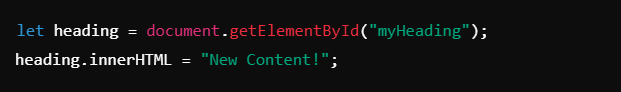 let heading = document.getElementById("myHeading");
heading.innerHTML = "New Content!";